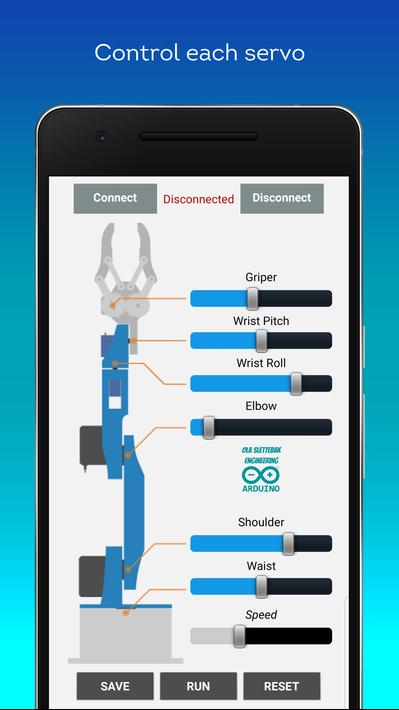 Control each servo
Connect
Disconnected
Disconnect
Griper
Wrist Pitch
Wrist Roll
Elbow
OLA SLETTEBAK
ENGINEERING
ARDUINO
Shoulder
Waist
Speed
SAVE
RUN
RESET